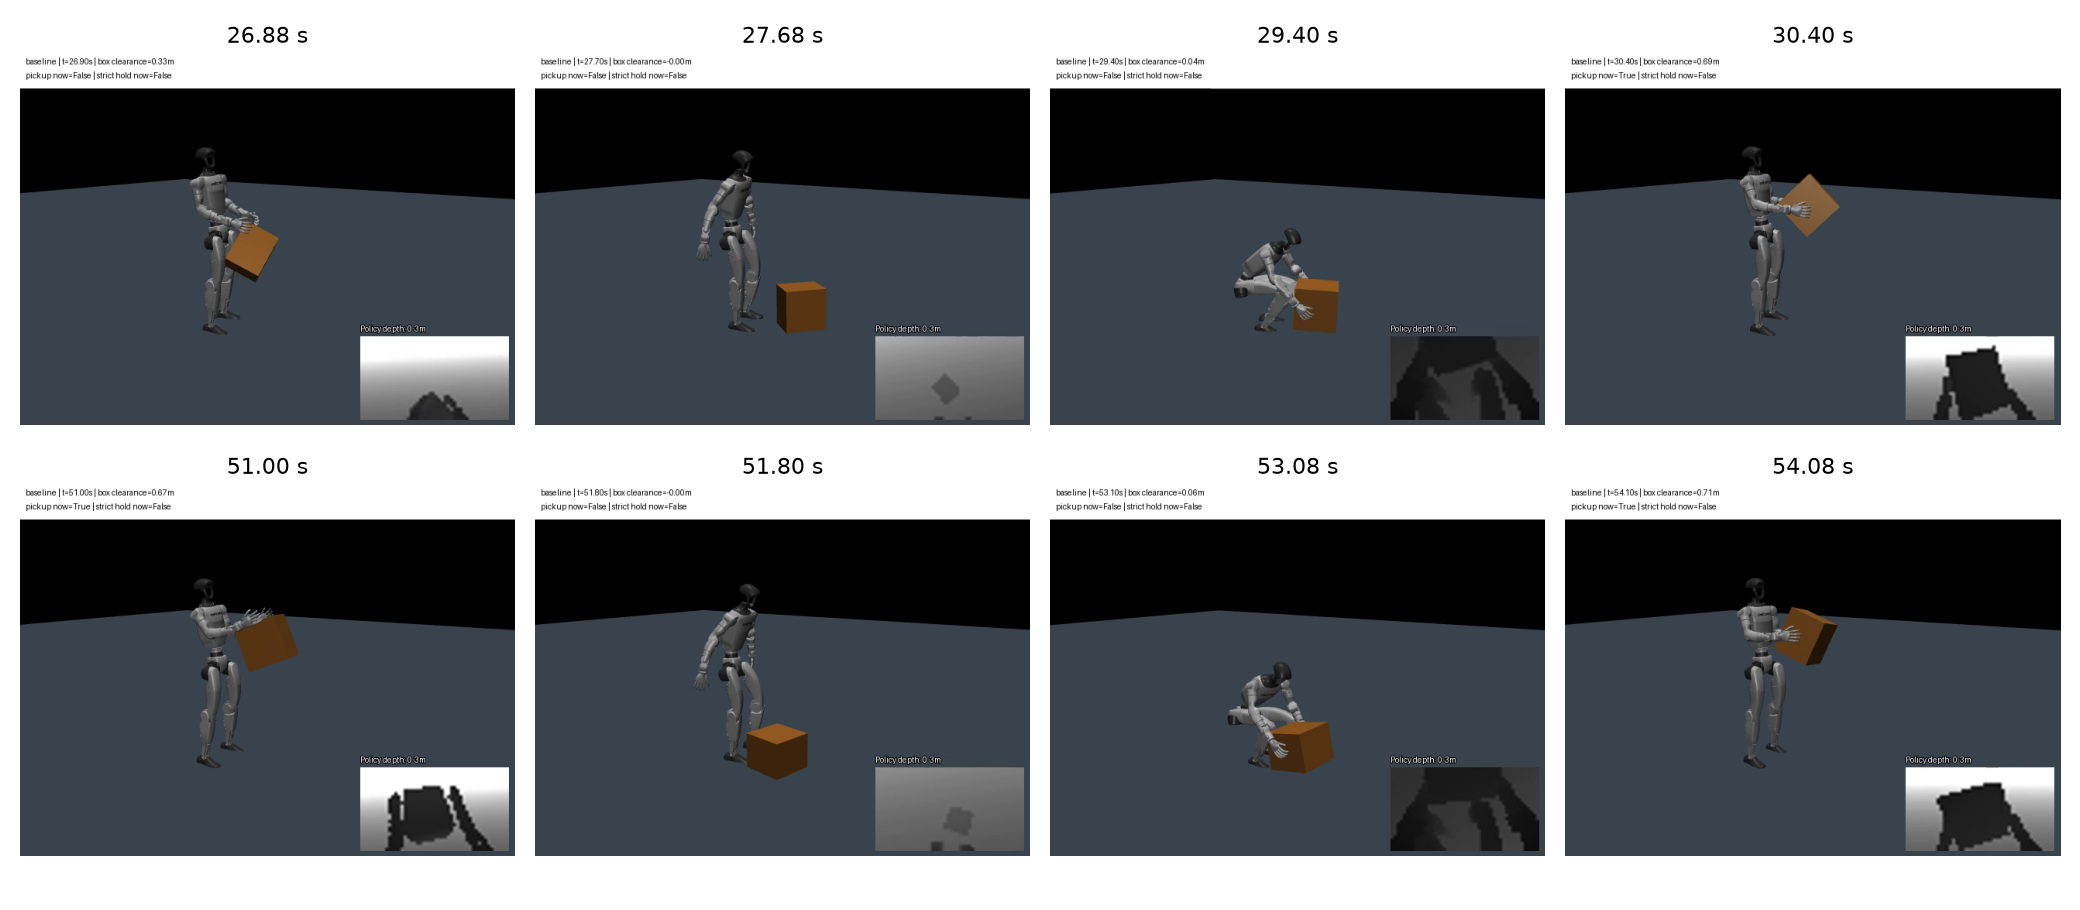 26.88 s
baseline | t=26.90s | box clearance=0.33m
pickup now=False | strict hold now=False
Policy depth: 0.3m
27.68 s
baseline | t=27.70s | box clearance=-0.00m
pickup now=False | strict hold now=False
Policy depth: 0.3m
29.40 s
baseline | t=29.40s | box clearance=0.04m
pickup now=False | strict hold now=False
Policy depth: 0.3m
30.40 s
baseline | t=30.40s | box clearance=0.69m
pickup now=True | strict hold now=False
Policy depth: 0.3m
51.00 s
baseline | t=51.00s | box clearance=0.67m
pickup now=True | strict hold now=False
Policy depth: 0.3m
51.80 s
baseline | t=51.80s | box clearance=-0.00m
pickup now=False | strict hold now=False
Policy depth: 0.3m
53.08 s
baseline | t=53.10s | box clearance=0.06m
pickup now=False | strict hold now=False
Policy depth: 0.3m
54.08 s
baseline | t=54.10s | box clearance=0.71m
pickup now=True | strict hold now=False
Policy depth: 0.3m